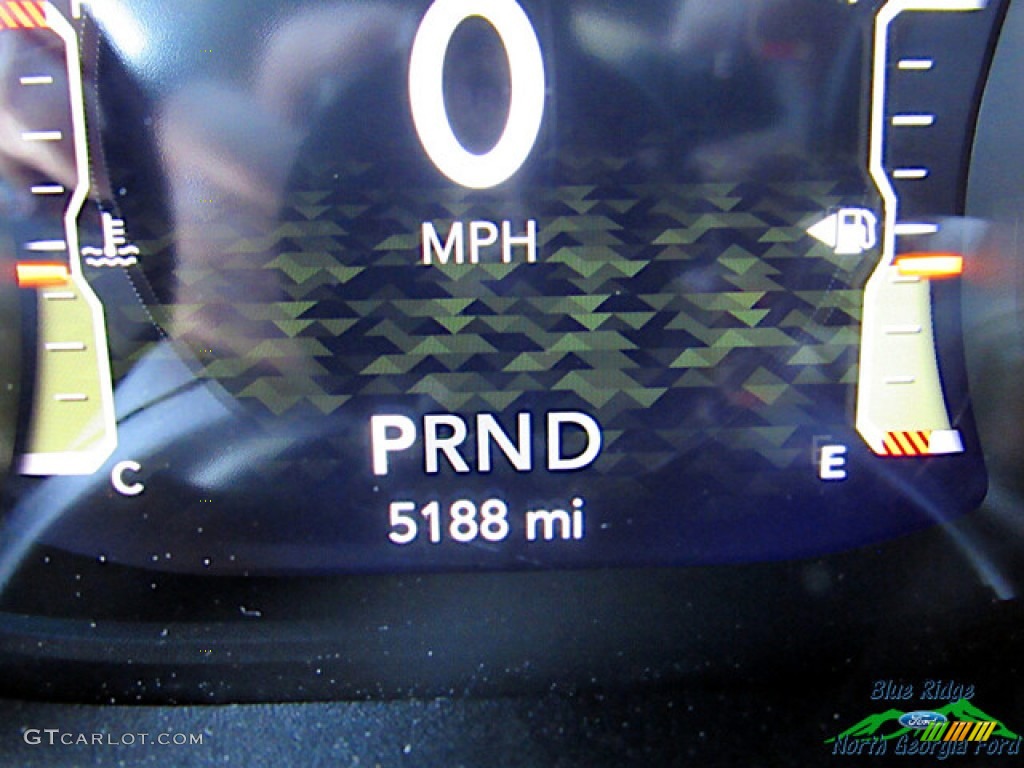 0
MPH
PRND
C
E
5188 mi
Blue Ridge
Ford
North Georgia Ford
GTCARLOT.COM